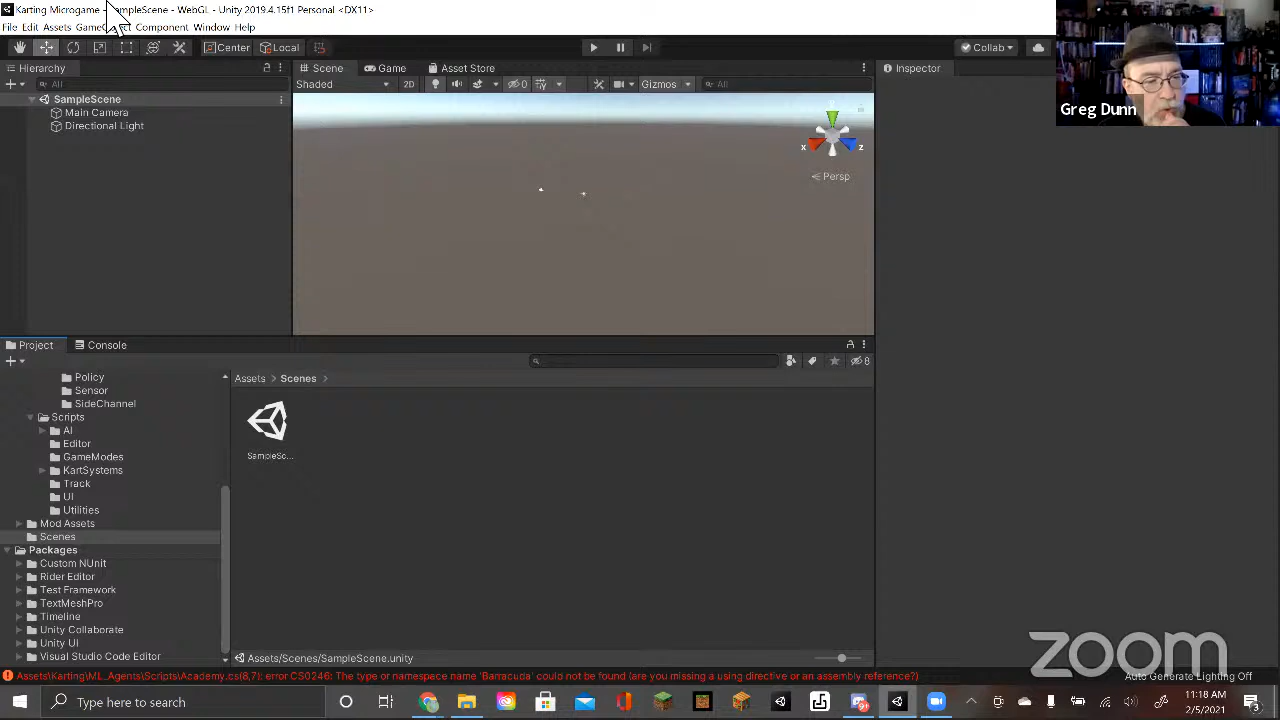 Karting Microgame - SampleScene - WebGL - Unity 2019.4.15f1 Personal <DX11>
File Edit Assets Component Window Help
Center Local Collab
Hierarchy Scene Game Asset Store Inspector
All Shaded 2D 0 Gizmos All
SampleScene
Main Camera
Directional Light
x z
Persp
Greg Dunn
Project Console
8
Assets > Scenes >
Policy
Sensor
SideChannel
Scripts
AI
Editor
GameModes
KartSystems
Track
UI
Utilities
Mod Assets
Scenes
Packages
Custom NUnit
Rider Editor
Test Framework
TextMeshPro
Timeline
Unity Collaborate
Unity UI
Visual Studio Code Editor
SampleSc...
Assets/Scenes/SampleScene.unity
zoom
Assets\Karting\ML_Agents\Scripts\Academy.cs(8,7): error CS0246: The type or namespace name 'Barracuda' could not be found (are you missing a using directive or an assembly reference?)
Auto Generate Lighting Off
Type here to search
11:18 AM
2/5/2021
3